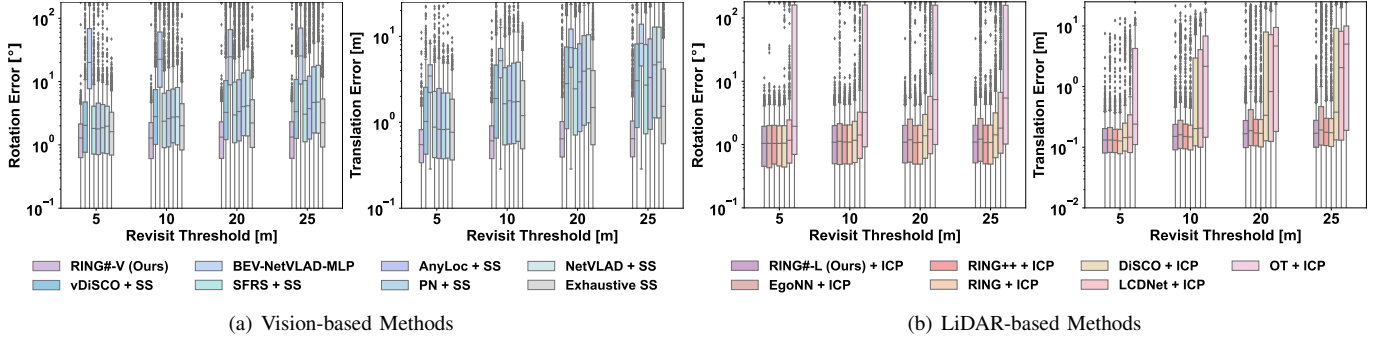 Rotation Error [°]
10²
10¹
10⁰
10⁻¹
5 10 20 25
Revisit Threshold [m]
Translation Error [m]
10¹
10⁰
10⁻¹
5 10 20 25
Revisit Threshold [m]
RING#-V (Ours) BEV-NetVLAD-MLP AnyLoc + SS NetVLAD + SS
vDiSCO + SS SFRS + SS PN + SS Exhaustive SS
(a) Vision-based Methods
Rotation Error [°]
10²
10¹
10⁰
10⁻¹
5 10 20 25
Revisit Threshold [m]
Translation Error [m]
10¹
10⁰
10⁻¹
10⁻²
5 10 20 25
Revisit Threshold [m]
RING#-L (Ours) + ICP RING++ + ICP DiSCO + ICP OT + ICP
EgoNN + ICP RING + ICP LCDNet + ICP
(b) LiDAR-based Methods